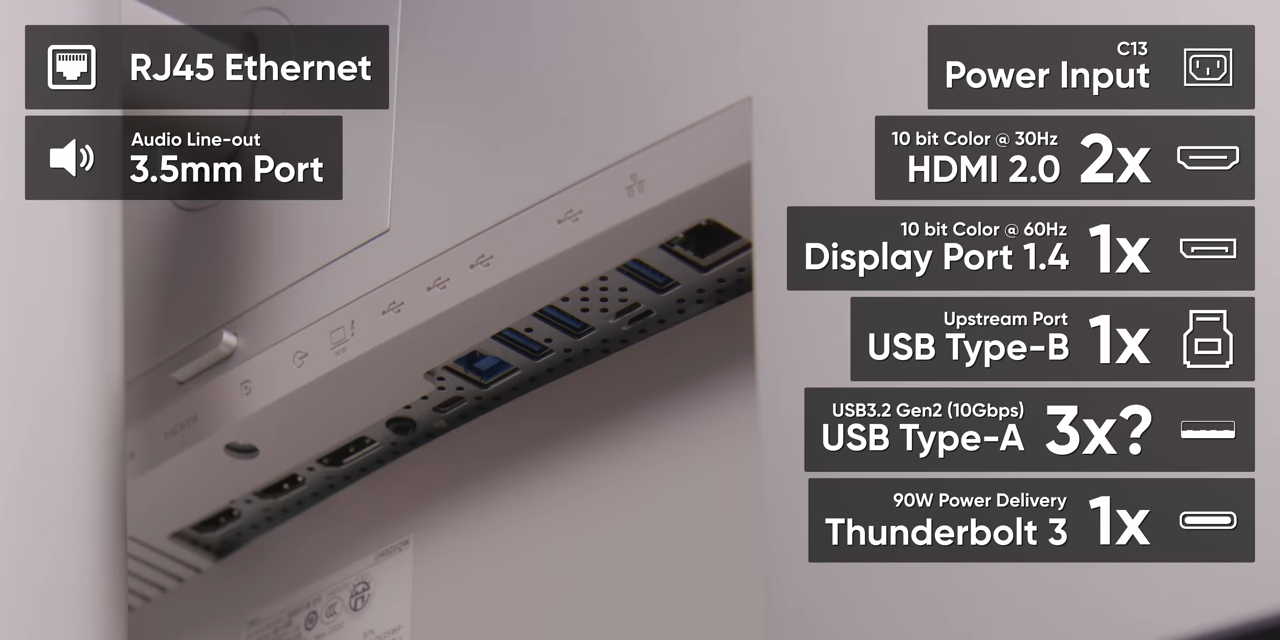 RJ45 Ethernet
Audio Line-out
3.5mm Port
C13
Power Input
10 bit Color @ 30Hz
HDMI 2.0 2x
10 bit Color @ 60Hz
Display Port 1.4 1x
Upstream Port
USB Type-B 1x
USB3.2 Gen2 (10Gbps)
USB Type-A 3x?
90W Power Delivery
Thunderbolt 3 1x
HDMI